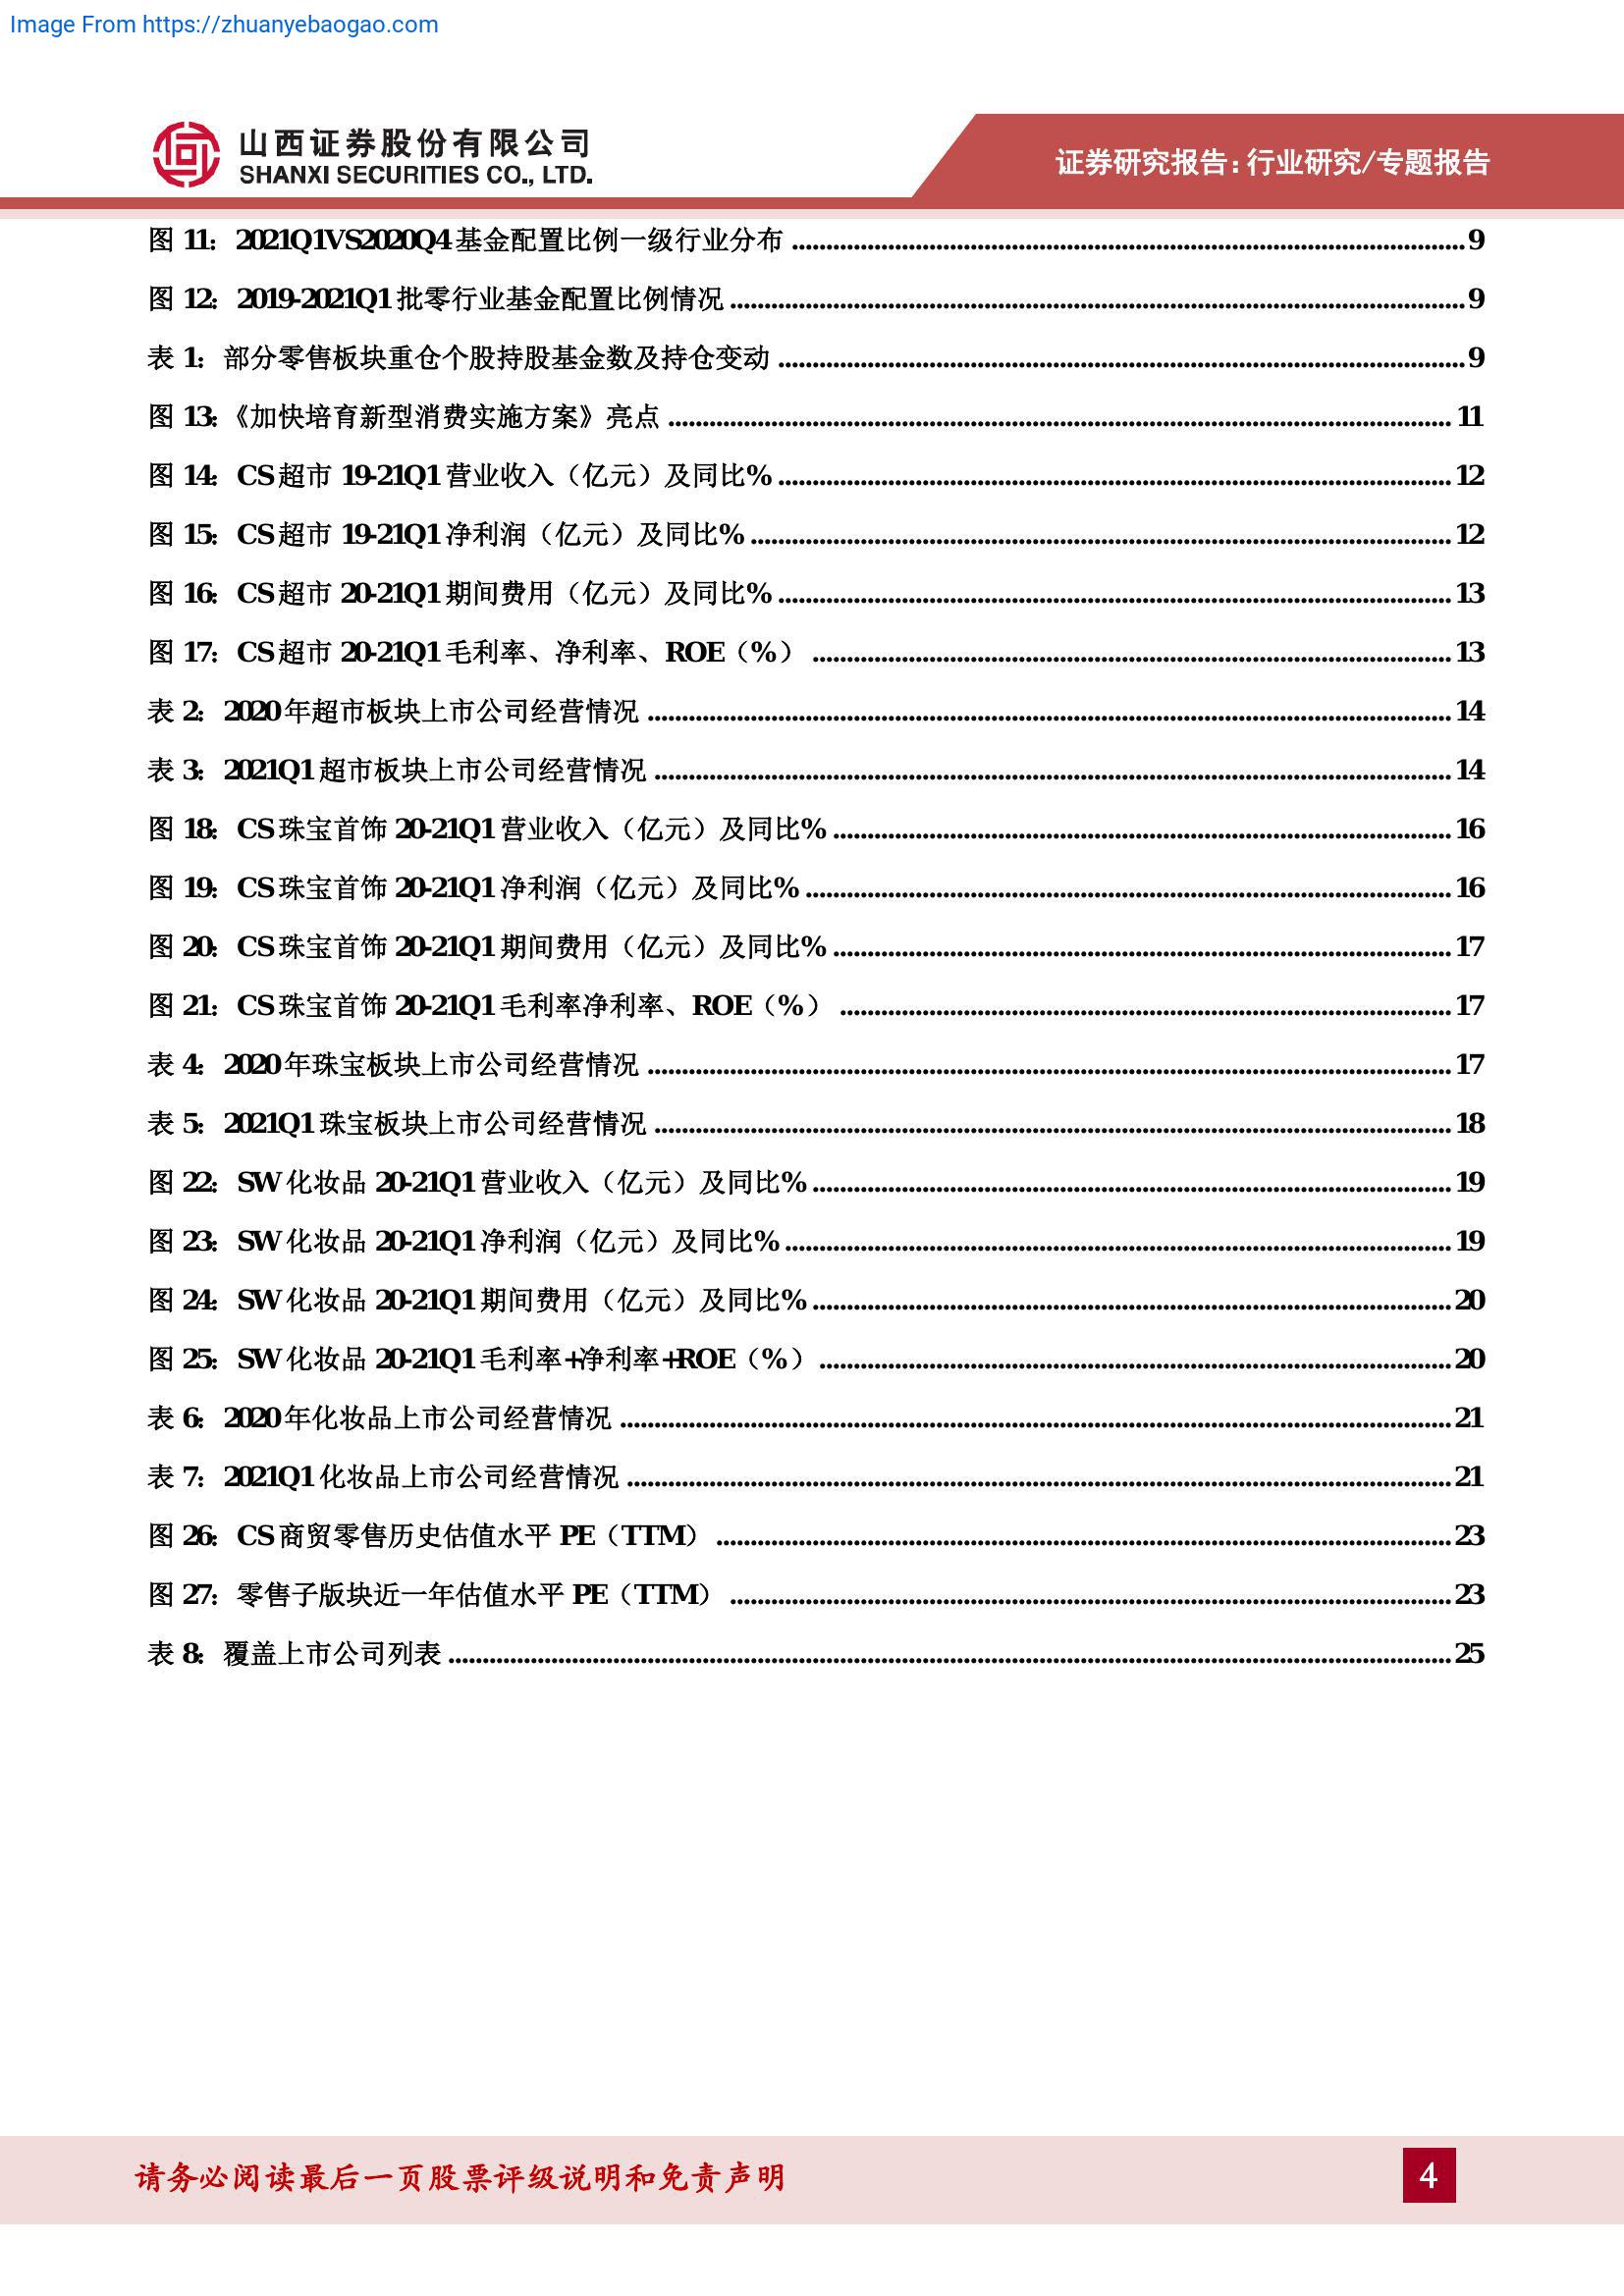 Image From https://zhuanyebaogao.com
山西证券股份有限公司
SHANXI SECURITIES CO., LTD.
证券研究报告：行业研究/专题报告
图 11：2021Q1VS2020Q4 基金配置比例一级行业分布 ........ 9
图 12：2019-2021Q1 批零行业基金配置比例情况 ........ 9
表 1：部分零售板块重仓个股持股基金数及持仓变动 ........ 9
图 13：《加快培育新型消费实施方案》亮点 ........ 11
图 14：CS 超市 19-21Q1 营业收入（亿元）及同比% ........ 12
图 15：CS 超市 19-21Q1 净利润（亿元）及同比% ........ 12
图 16：CS 超市 20-21Q1 期间费用（亿元）及同比% ........ 13
图 17：CS 超市 20-21Q1 毛利率、净利率、ROE（%） ........ 13
表 2：2020 年超市板块上市公司经营情况 ........ 14
表 3：2021Q1 超市板块上市公司经营情况 ........ 14
图 18：CS 珠宝首饰 20-21Q1 营业收入（亿元）及同比% ........ 16
图 19：CS 珠宝首饰 20-21Q1 净利润（亿元）及同比% ........ 16
图 20：CS 珠宝首饰 20-21Q1 期间费用（亿元）及同比% ........ 17
图 21：CS 珠宝首饰 20-21Q1 毛利率净利率、ROE（%） ........ 17
表 4：2020 年珠宝板块上市公司经营情况 ........ 17
表 5：2021Q1 珠宝板块上市公司经营情况 ........ 18
图 22：SW 化妆品 20-21Q1 营业收入（亿元）及同比% ........ 19
图 23：SW 化妆品 20-21Q1 净利润（亿元）及同比% ........ 19
图 24：SW 化妆品 20-21Q1 期间费用（亿元）及同比% ........ 20
图 25：SW 化妆品 20-21Q1 毛利率+净利率+ROE（%） ........ 20
表 6：2020 年化妆品上市公司经营情况 ........ 21
表 7：2021Q1 化妆品上市公司经营情况 ........ 21
图 26：CS 商贸零售历史估值水平 PE（TTM） ........ 23
图 27：零售子版块近一年估值水平 PE（TTM） ........ 23
表 8：覆盖上市公司列表 ........ 25
请务必阅读最后一页股票评级说明和免责声明
4